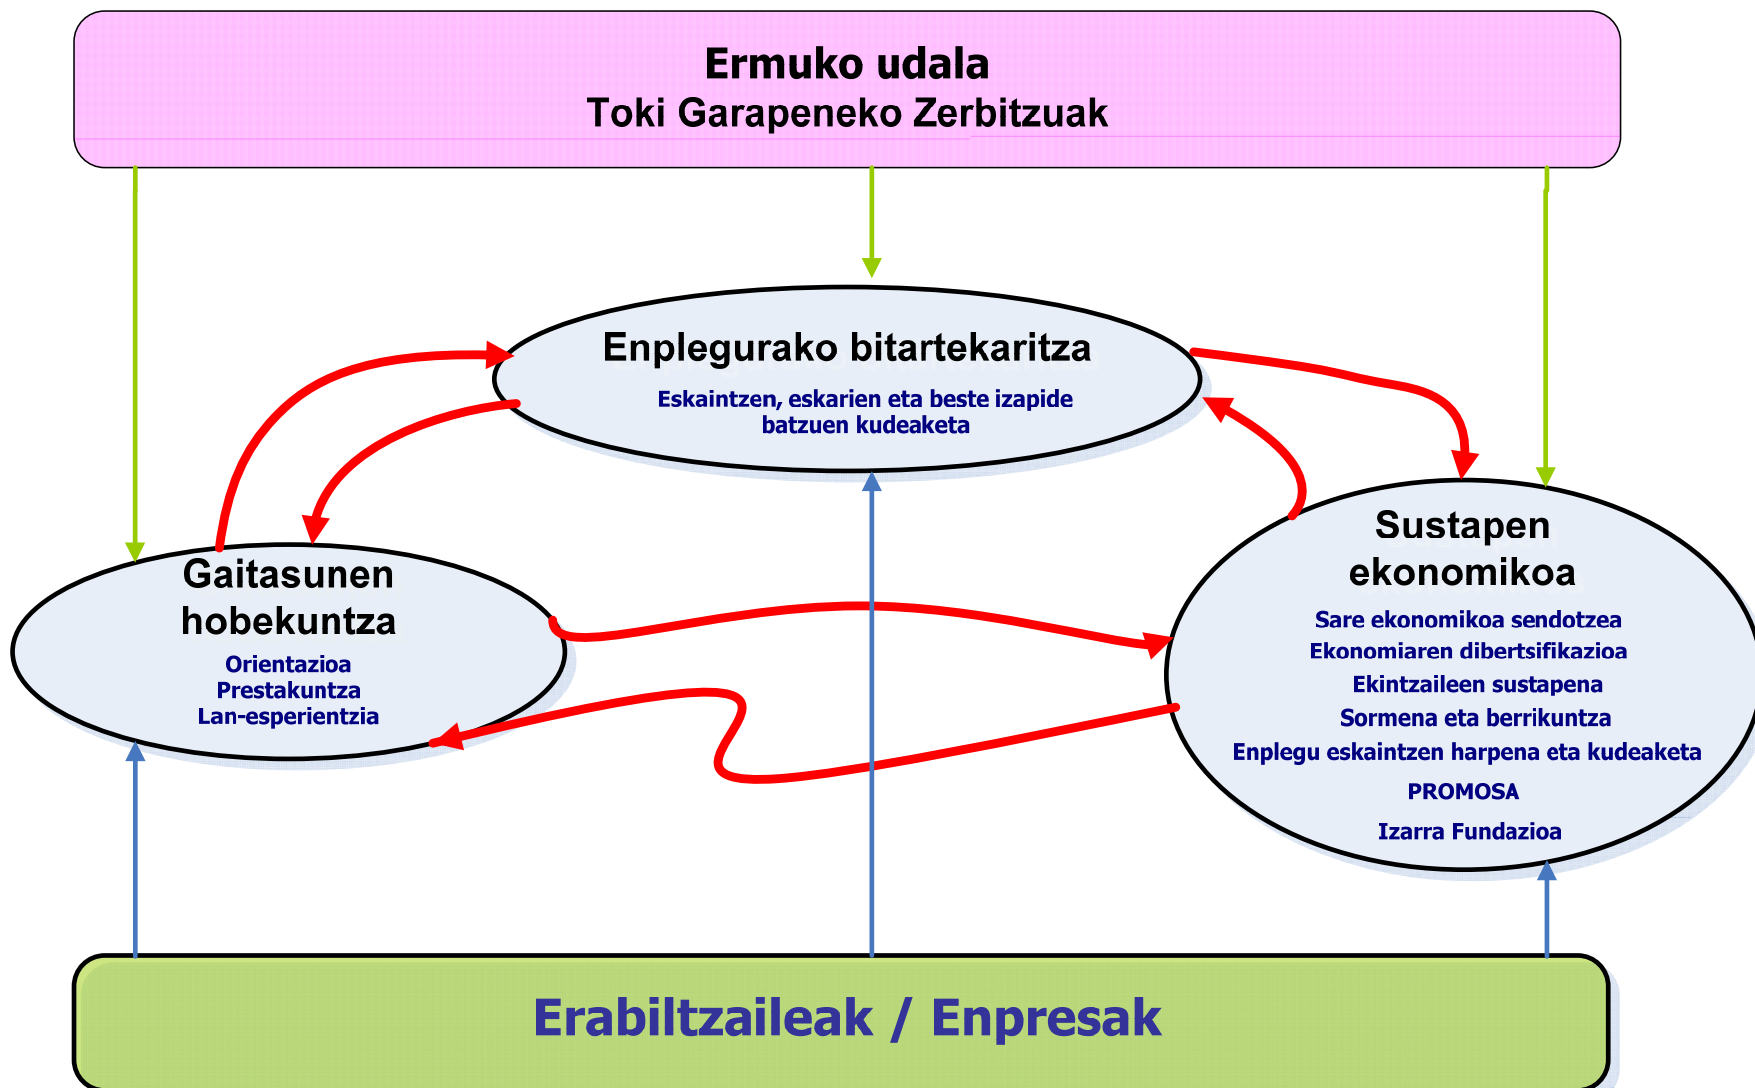 Ermuko udala
Toki Garapeneko Zerbitzuak
Enplegurako bitartekaritza
Eskaintzen, eskarien eta beste izapide
batzuen kudeaketa
Gaitasunen
hobekuntza
Orientazioa
Prestakuntza
Lan-esperientzia
Sustapen
ekonomikoa
Sare ekonomikoa sendotzea
Ekonomiaren dibertsifikazioa
Ekintzaileen sustapena
Sormena eta berrikuntza
Enplegu eskaintzen harpena eta kudeaketa
PROMOSA
Izarra Fundazioa
Erabiltzaileak / Enpresak